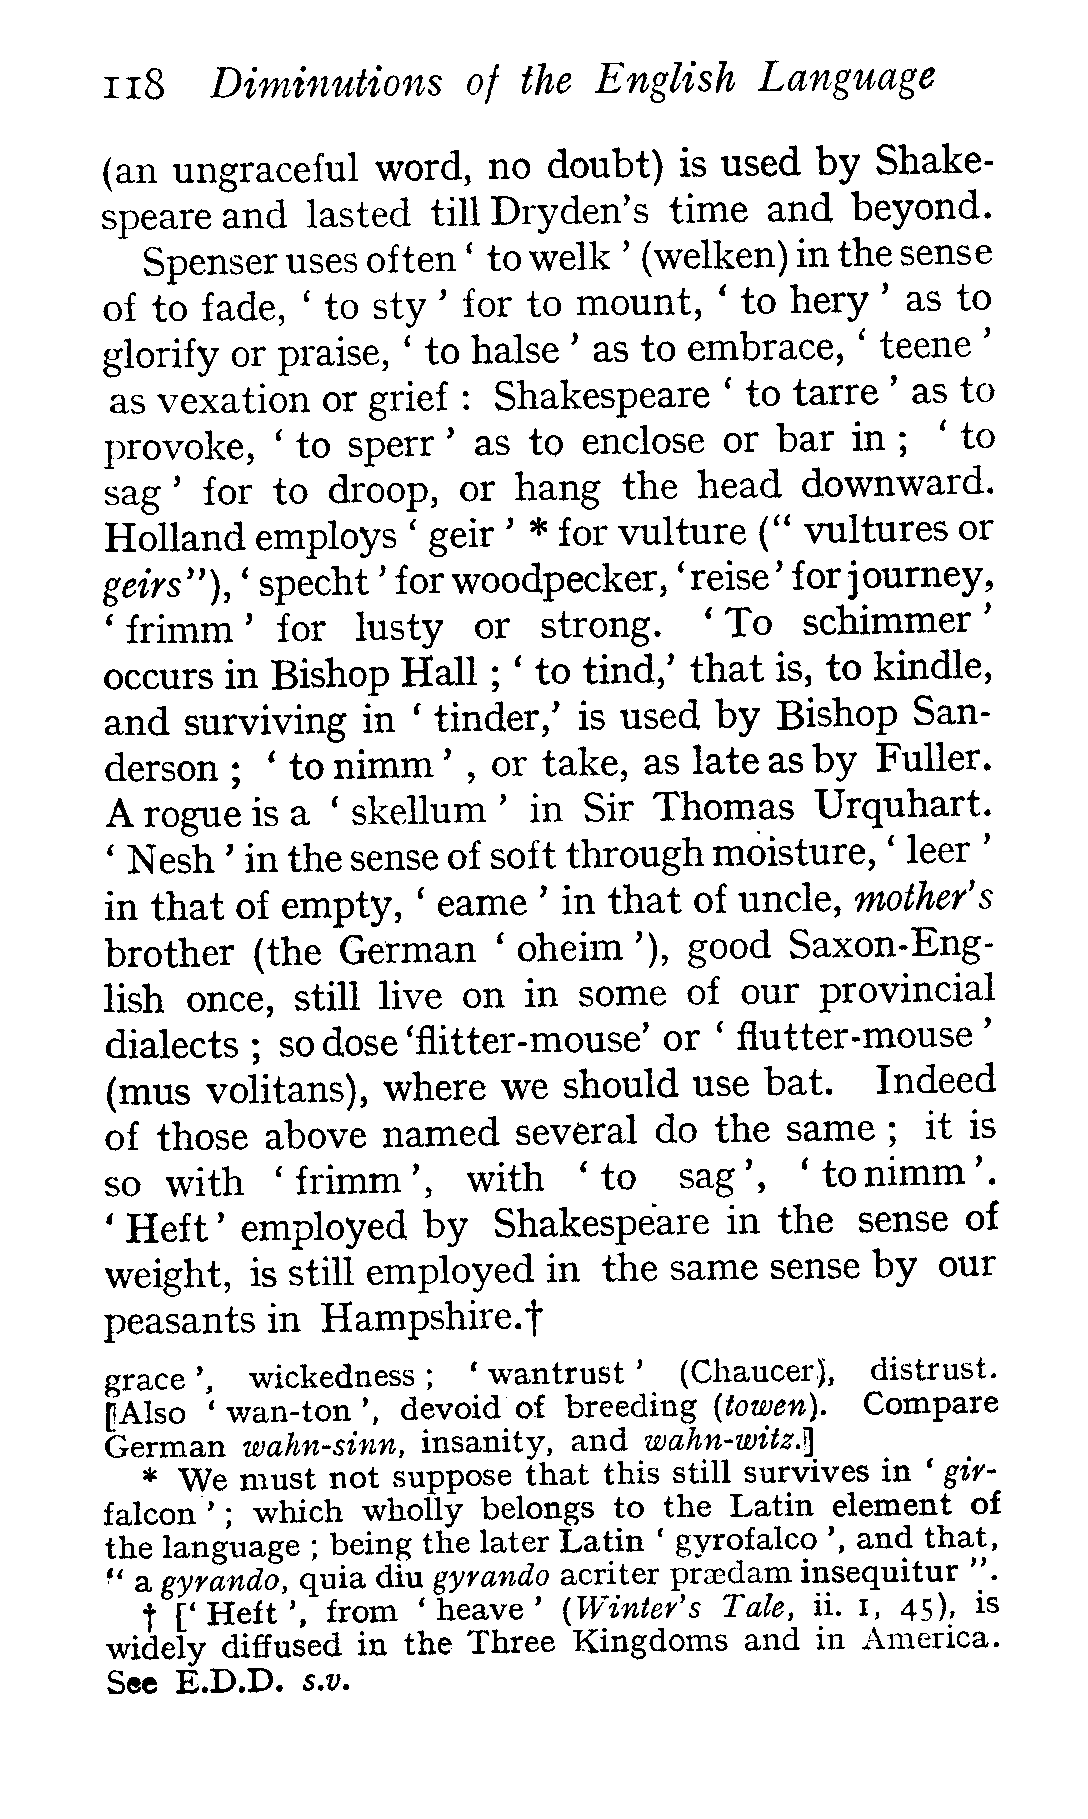 118 Diminutions of the English Language
(an ungraceful word, no doubt) is used by Shake-
speare and lasted till Dryden's time and beyond.
Spenser uses often ' to welk ' (welken) in the sense
of to fade, ' to sty ' for to mount, ' to hery ' as to
glorify or praise, ' to halse ' as to embrace, ' teene '
as vexation or grief : Shakespeare ' to tarre ' as to
provoke, ' to sperr ' as to enclose or bar in ; ' to
sag ' for to droop, or hang the head downward.
Holland employs ' geir ' * for vulture (" vultures or
geirs"), ' specht ' for woodpecker, ' reise ' for journey,
' frimm ' for lusty or strong. ' To schimmer '
occurs in Bishop Hall ; ' to tind,' that is, to kindle,
and surviving in ' tinder,' is used by Bishop San-
derson ; ' to nimm ' , or take, as late as by Fuller.
A rogue is a ' skellum ' in Sir Thomas Urquhart.
' Nesh ' in the sense of soft through moisture, ' leer '
in that of empty, ' eame ' in that of uncle, mother's
brother (the German ' oheim '), good Saxon-Eng-
lish once, still live on in some of our provincial
dialects ; so dose 'flitter-mouse' or ' flutter-mouse '
(mus volitans), where we should use bat. Indeed
of those above named several do the same ; it is
so with ' frimm ', with ' to sag ', ' to nimm '.
' Heft ' employed by Shakespeare in the sense of
weight, is still employed in the same sense by our
peasants in Hampshire.†
grace ', wickedness ; ' wantrust ' (Chaucer), distrust.
[Also ' wan-ton ', devoid of breeding (towen). Compare
German wahn-sinn, insanity, and wahn-witz.]
* We must not suppose that this still survives in ' gir-
falcon ' ; which wholly belongs to the Latin element of
the language ; being the later Latin ' gyrofalco ', and that,
" a gyrando, quia diu gyrando acriter prædam insequitur ".
† [' Heft ', from ' heave ' (Winter's Tale, ii. 1, 45), is
widely diffused in the Three Kingdoms and in America.
See E.D.D. s.v.